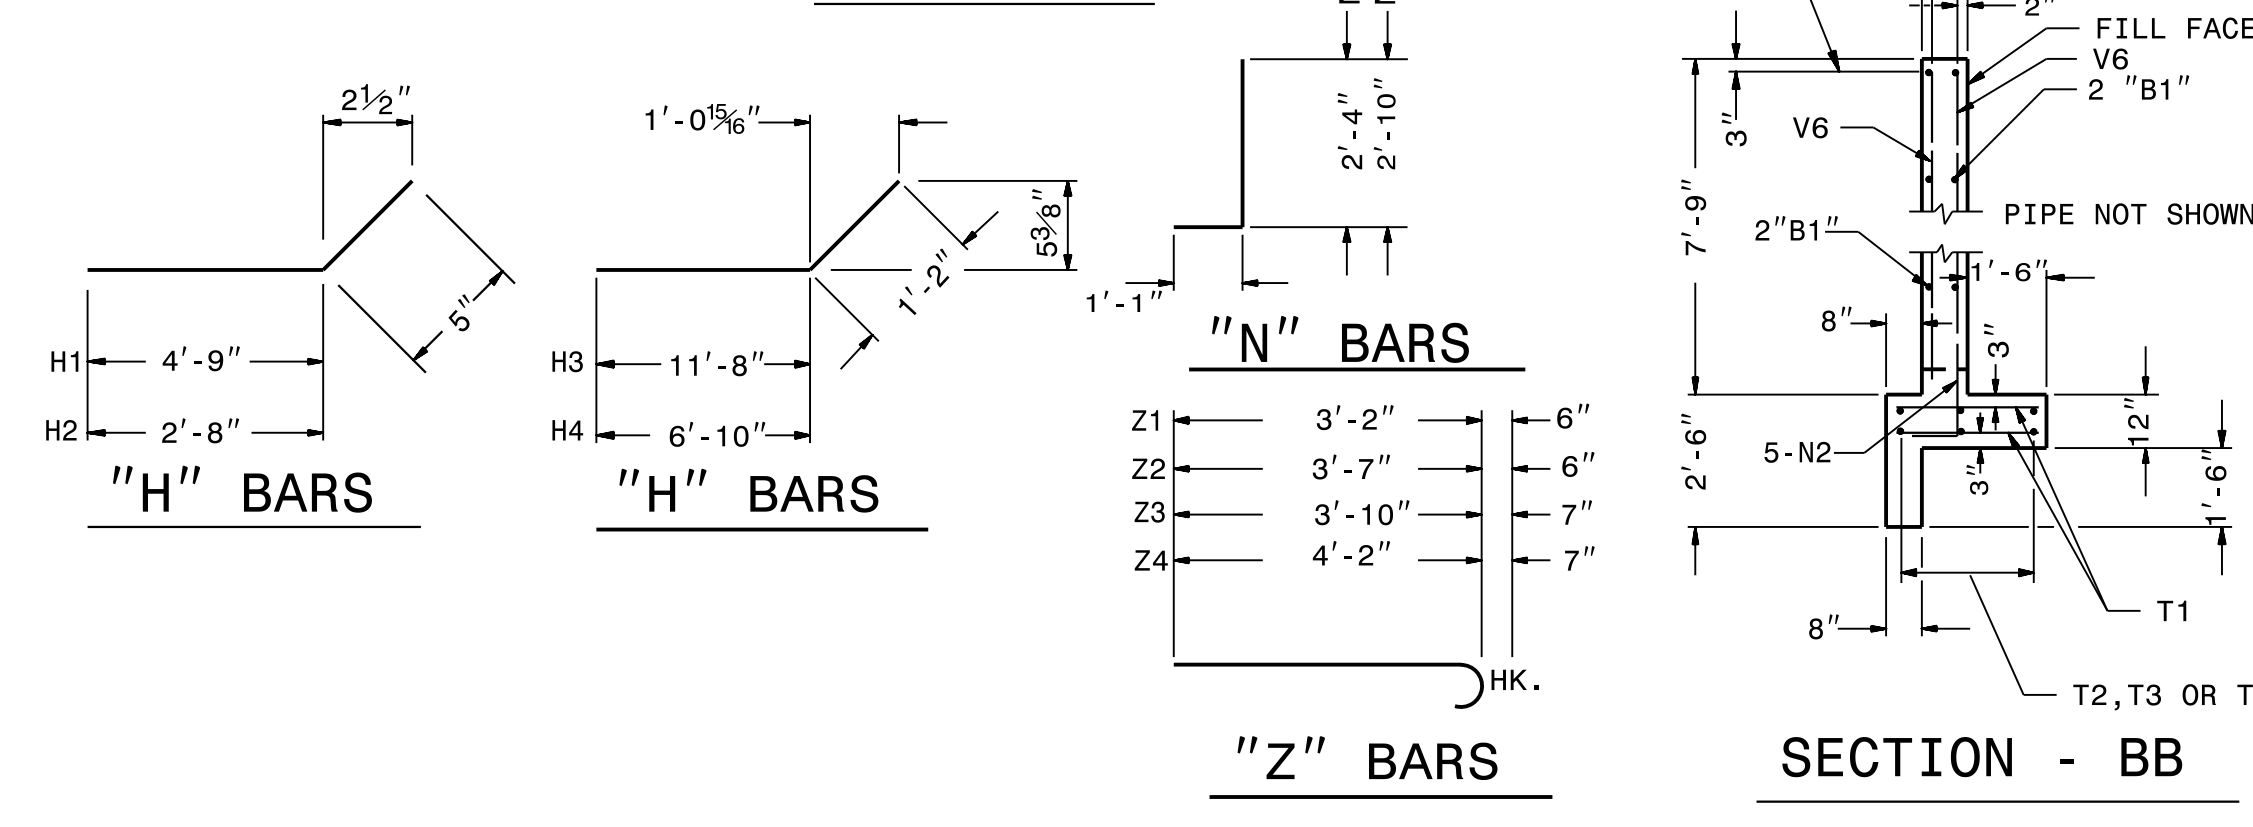 2½"
5"
H1 4'-9"
H2 2'-8"
"H" BARS
1'-0 15/16"
5 3/8"
1'-2"
H3 11'-8"
H4 6'-10"
"H" BARS
2'-4"
2'-10"
1'-1"
"N" BARS
Z1 3'-2" 6"
Z2 3'-7" 6"
Z3 3'-10" 7"
Z4 4'-2" 7"
HK.
"Z" BARS
2"
FILL FACE
V6
2 "B1"
3"
V6
7'-9"
PIPE NOT SHOWN
2"B1"
1'-6"
8"
3"
12"
2'-6"
5-N2
3"
1'-6"
T1
8"
T2,T3 OR T
SECTION - BB